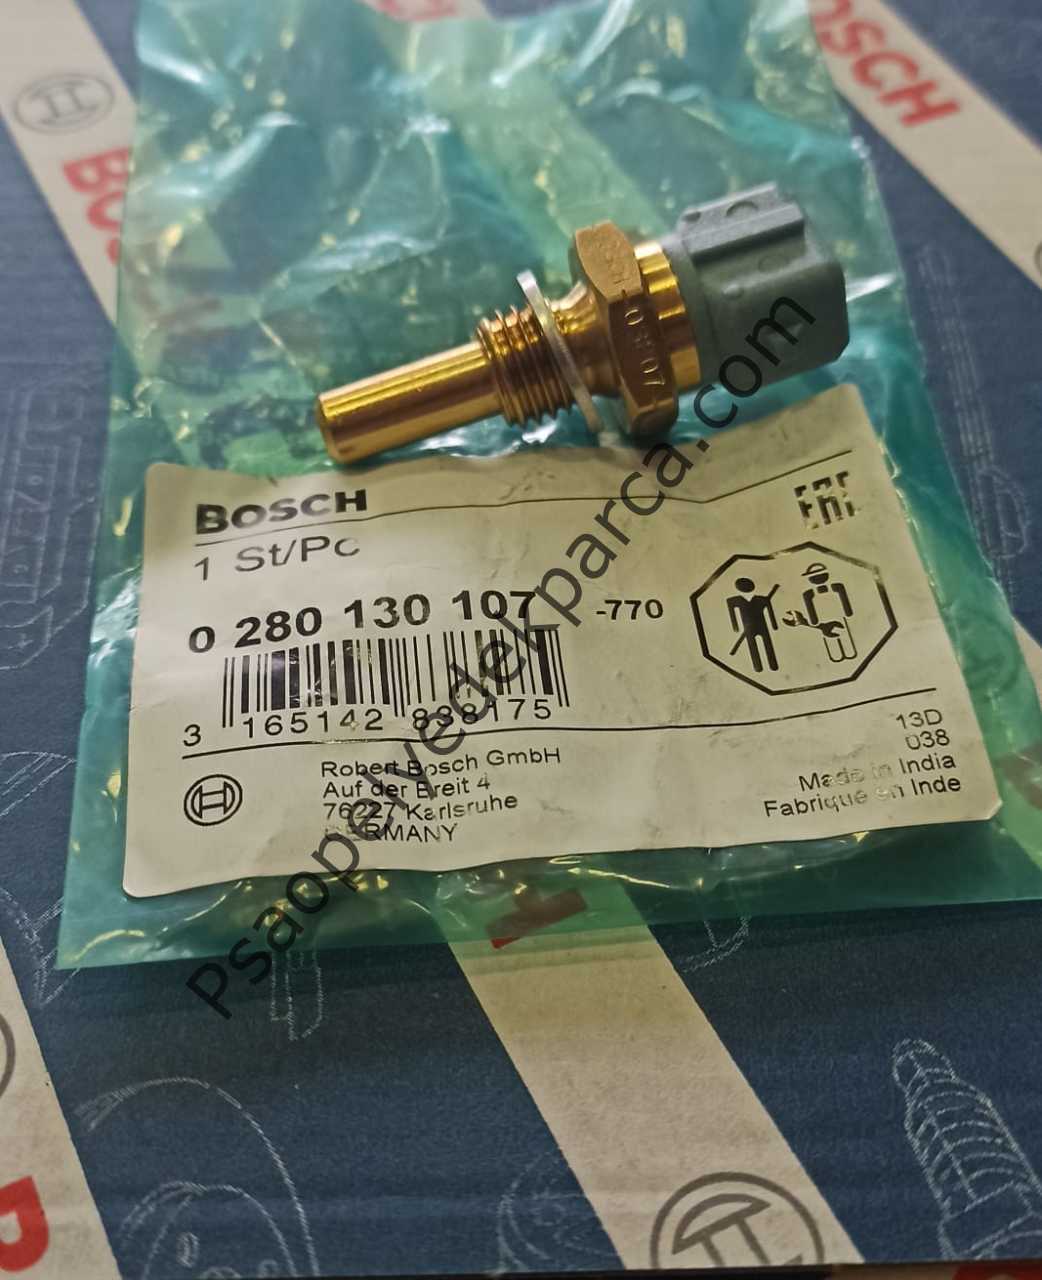 BOSCH
BOSCH
1 St/Pc
0 280 130 107 -770
3 165142 838175
Robert Bosch GmbH
Auf der Breit 4
76227 Karlsruhe
GERMANY
13D
038
Made in India
Fabriqué en Inde
EAC
Psaopelyedekparca.com